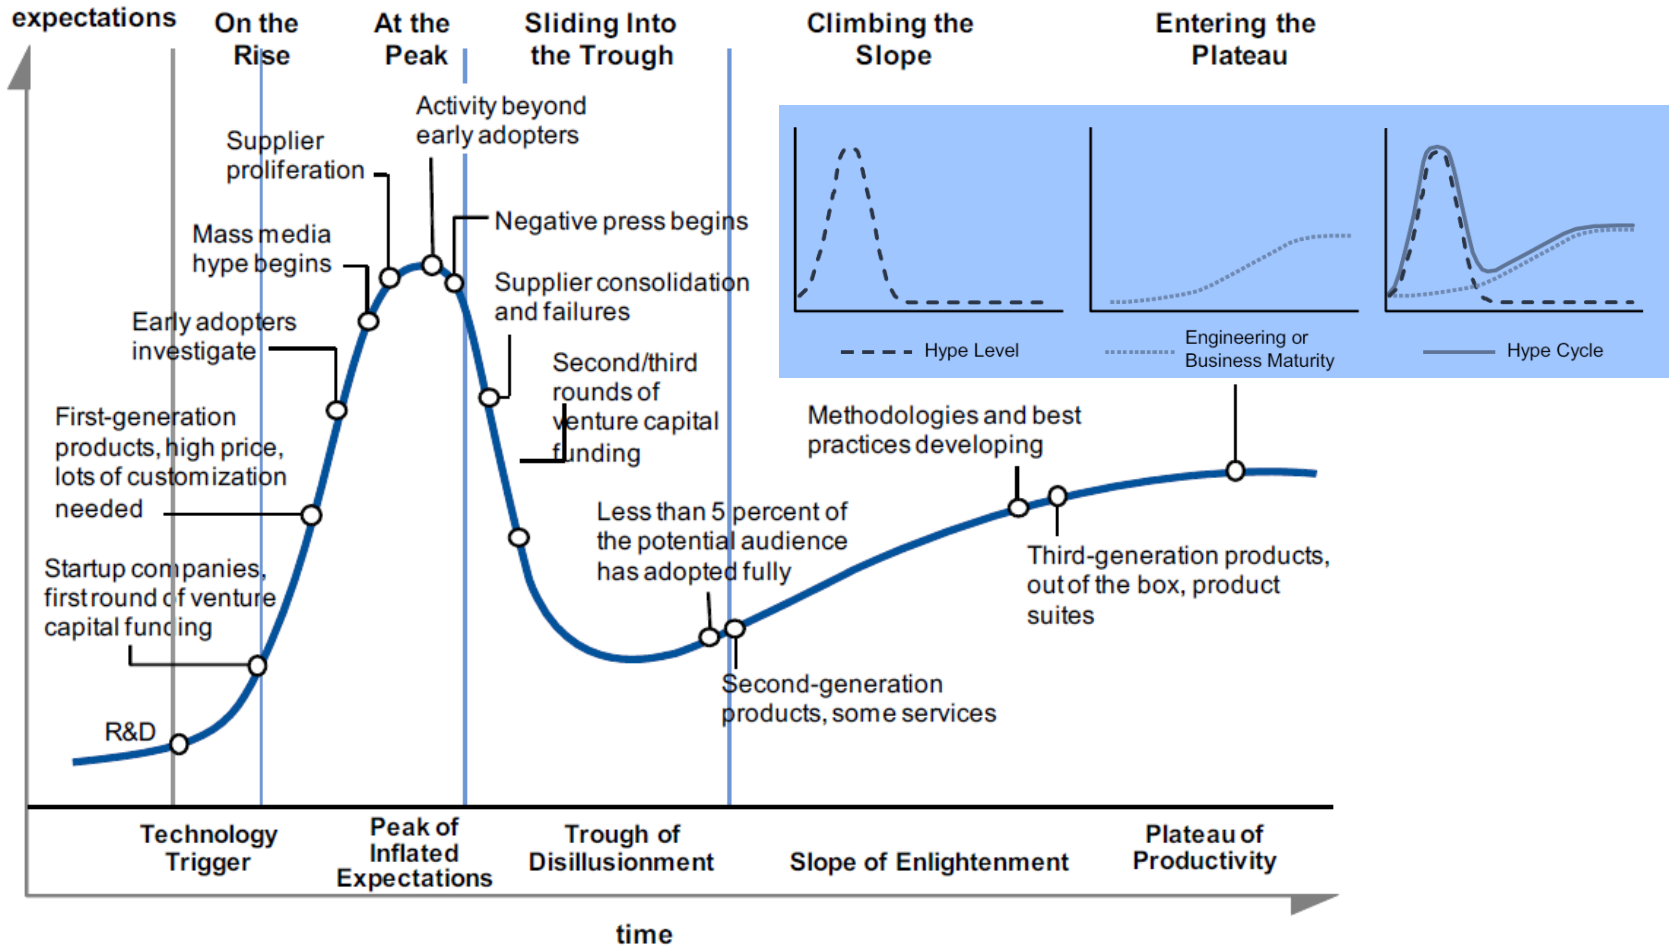 expectations
On the
Rise
At the
Peak
Sliding Into
the Trough
Climbing the
Slope
Entering the
Plateau
Activity beyond
early adopters
Supplier
proliferation
Negative press begins
Mass media
hype begins
Supplier consolidation
and failures
Early adopters
investigate
Second/third
rounds of
venture capital
funding
First-generation
products, high price,
lots of customization
needed
Less than 5 percent of
the potential audience
has adopted fully
Startup companies,
first round of venture
capital funding
R&D
Second-generation
products, some services
Methodologies and best
practices developing
Third-generation products,
out of the box, product
suites
Hype Level
Engineering or
Business Maturity
Hype Cycle
Technology
Trigger
Peak of
Inflated
Expectations
Trough of
Disillusionment
Slope of Enlightenment
Plateau of
Productivity
time